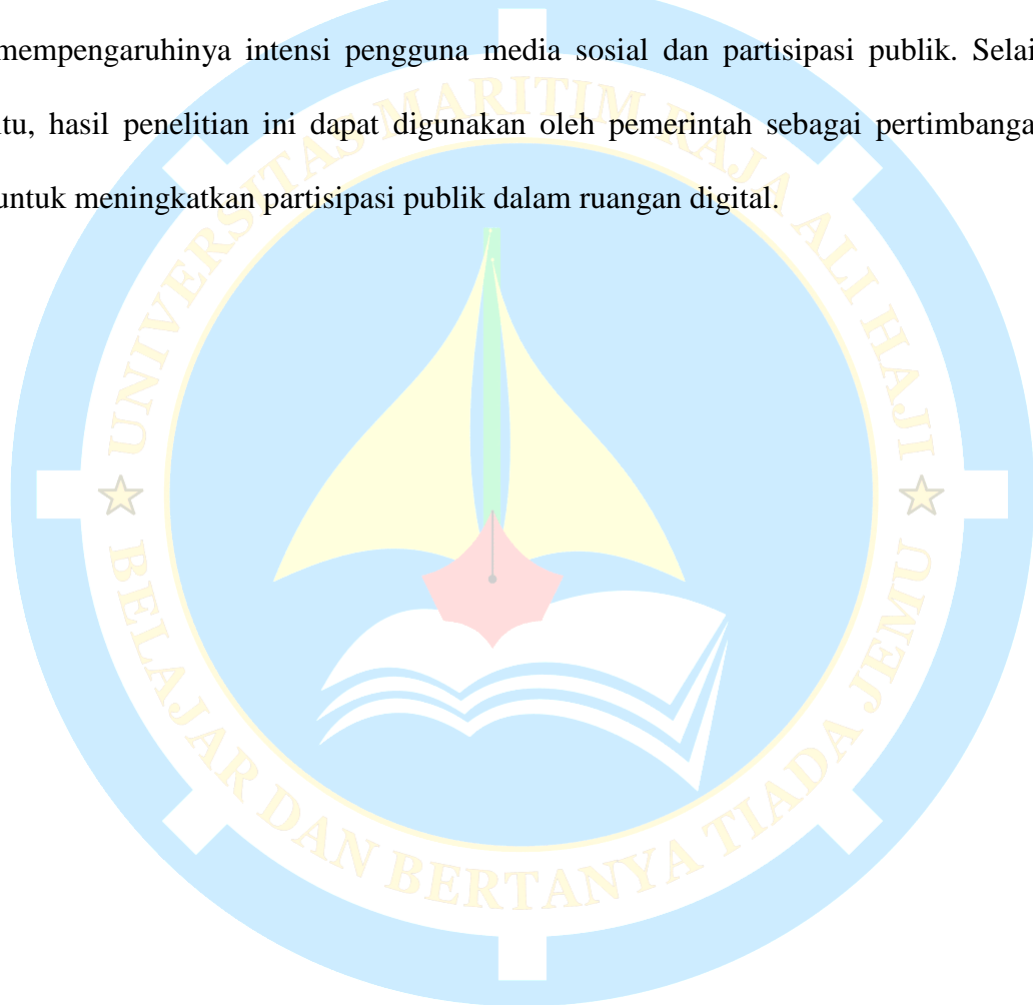 mempengaruhinya intensi pengguna media sosial dan partisipasi publik. Selai
itu, hasil penelitian ini dapat digunakan oleh pemerintah sebagai pertimbanga
untuk meningkatkan partisipasi publik dalam ruangan digital.
UNIVERSITAS MARITIM RAJA ALI HAJI
BELAJAR DAN BERTANYA TIADA JEMU